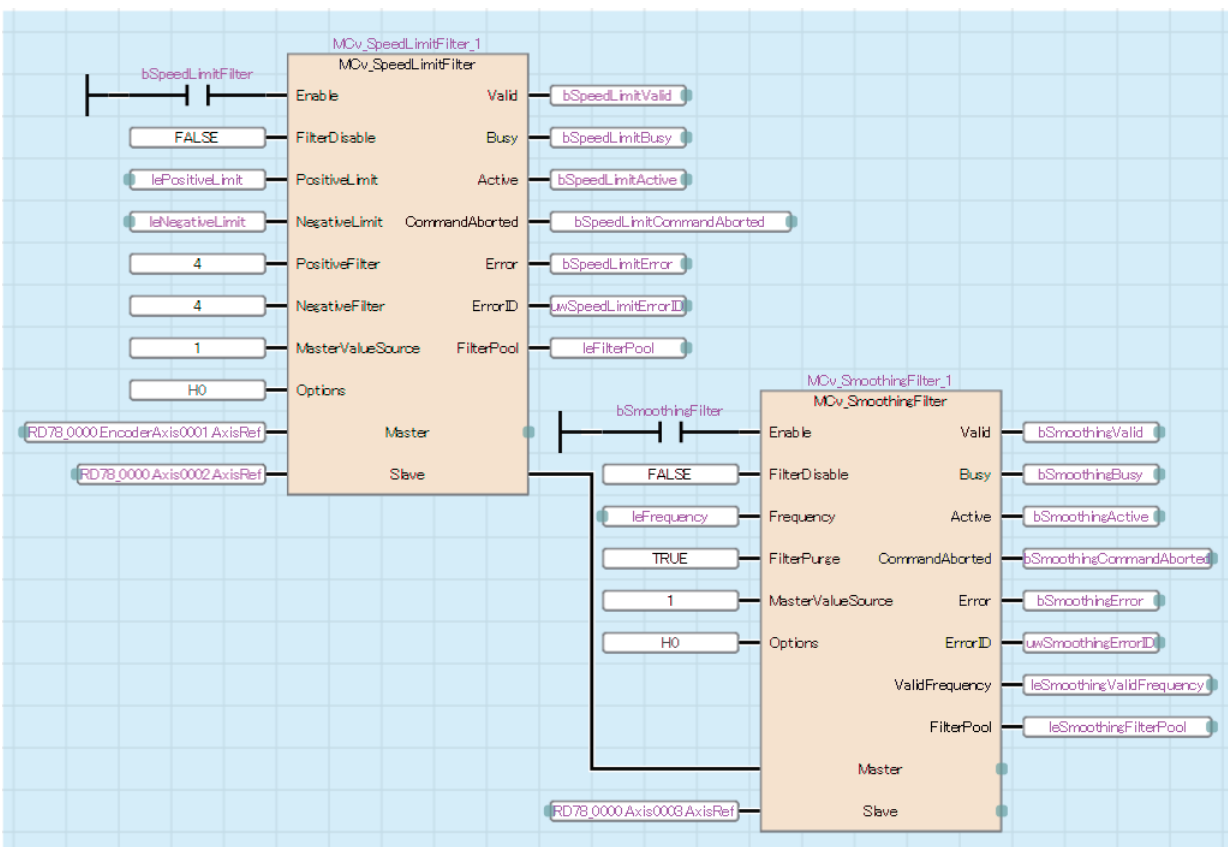 MCv_SpeedLimitFilter_1
MCv_SpeedLimitFilter
bSpeedLimitFilter
Enable Valid bSpeedLimitValid
FALSE FilterDisable Busy bSpeedLimitBusy
lePositiveLimit PositiveLimit Active bSpeedLimitActive
leNegativeLimit NegativeLimit CommandAborted bSpeedLimitCommandAborted
4 PositiveFilter Error bSpeedLimitError
4 NegativeFilter ErrorID uwSpeedLimitErrorID
1 MasterValueSource FilterPool leFilterPool
H0 Options
RD78_0000.EncoderAxis0001.AxisRef Master
RD78_0000.Axis0002.AxisRef Slave
MCv_SmoothingFilter_1
MCv_SmoothingFilter
bSmoothingFilter
Enable Valid bSmoothingValid
FALSE FilterDisable Busy bSmoothingBusy
leFrequency Frequency Active bSmoothingActive
TRUE FilterPurge CommandAborted bSmoothingCommandAborted
1 MasterValueSource Error bSmoothingError
H0 Options ErrorID uwSmoothingErrorID
ValidFrequency leSmoothingValidFrequency
FilterPool leSmoothingFilterPool
Master
RD78_0000.Axis0003.AxisRef Slave